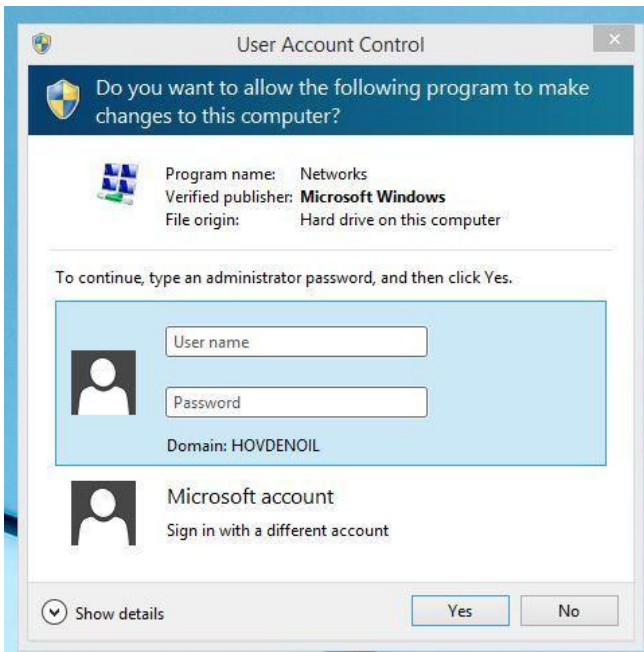 User Account Control
Do you want to allow the following program to make
changes to this computer?
Program name: Networks
Verified publisher: Microsoft Windows
File origin: Hard drive on this computer
To continue, type an administrator password, and then click Yes.
User name
Password
Domain: HOVDENOIL
Microsoft account
Sign in with a different account
Show details Yes No